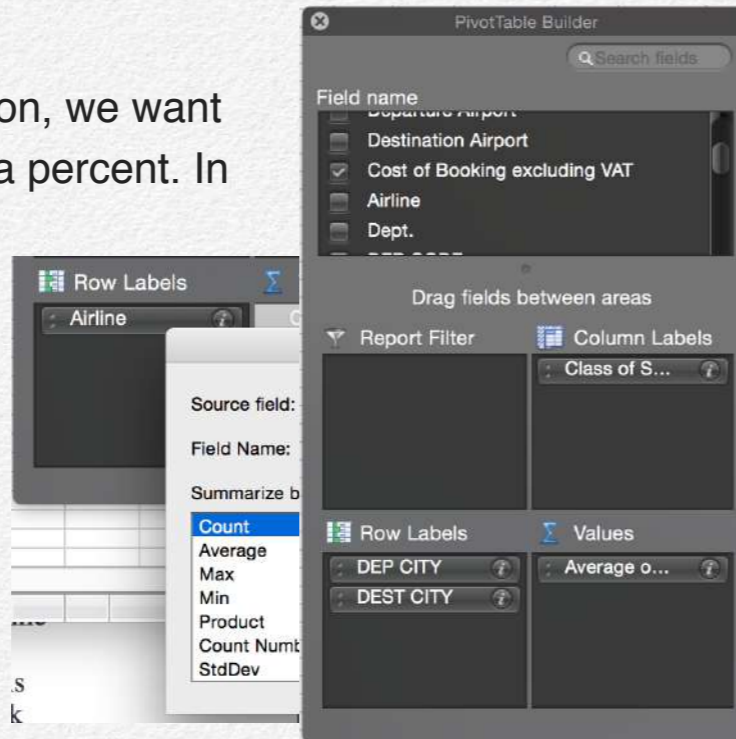 on, we want
a percent. In
Row Labels
Airline
Source field:
Field Name:
Summarize b
Count
Average
Max
Min
Product
Count Numb
StdDev
.s
k
PivotTable Builder
Search fields
Field name
Departure Airport
Destination Airport
Cost of Booking excluding VAT
Airline
Dept.
Drag fields between areas
Report Filter
Column Labels
Class of S...
Row Labels
Values
DEP CITY
Average o...
DEST CITY